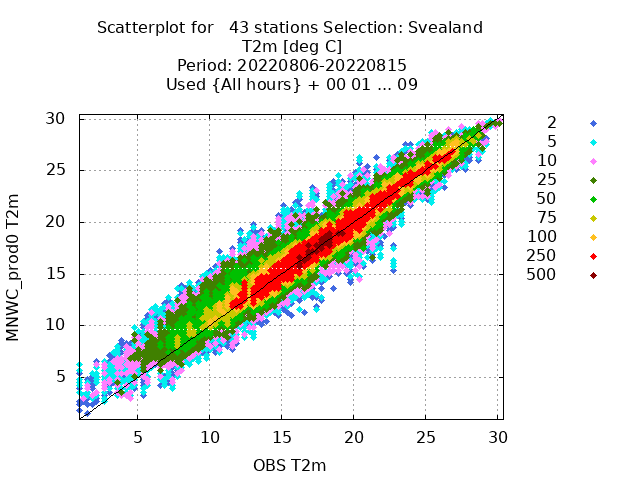 Scatterplot for   43 stations Selection: Svealand
T2m [deg C]
Period: 20220806-20220815
Used {All hours} + 00 01 ... 09
MNWC_prod0 T2m
30
25
20
15
10
5
5 10 15 20 25 30
OBS T2m
2
5
10
25
50
75
100
250
500